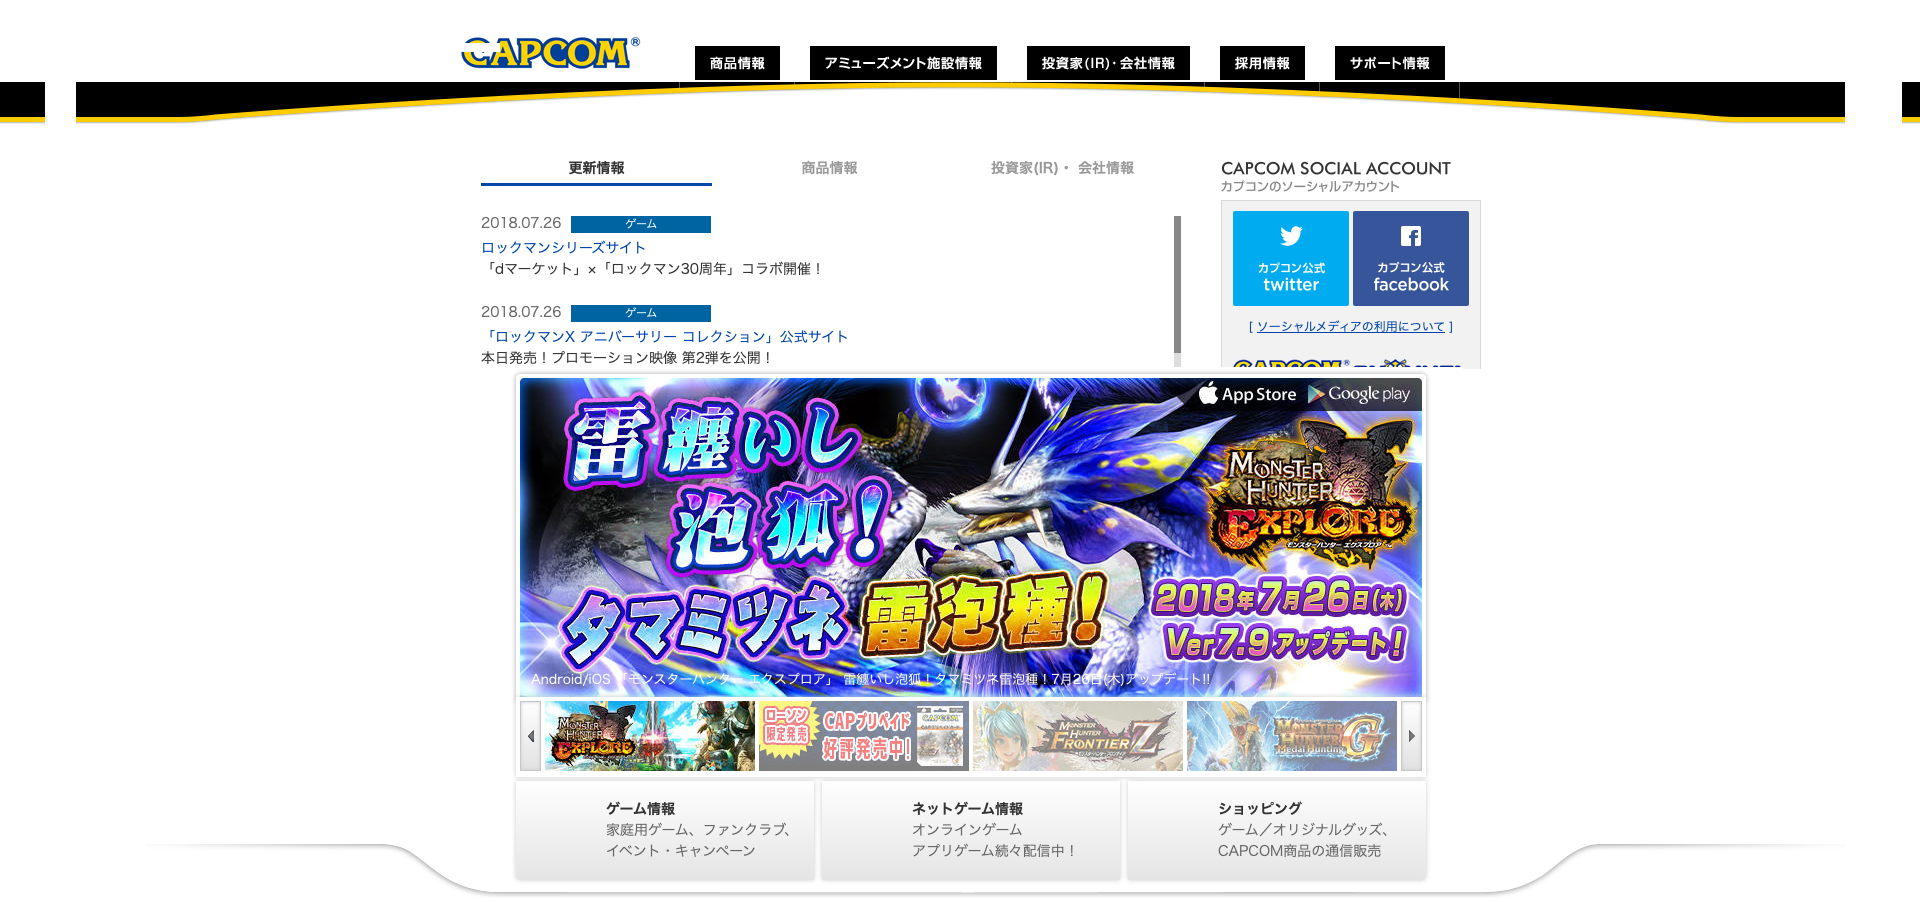 CAPCOM®
商品情報
アミューズメント施設情報
投資家(IR)・会社情報
採用情報
サポート情報
更新情報
商品情報
投資家(IR)・ 会社情報
2018.07.26 ゲーム
ロックマンシリーズサイト
「dマーケット」×「ロックマン30周年」コラボ開催！
2018.07.26 ゲーム
「ロックマンX アニバーサリー コレクション」公式サイト
本日発売！プロモーション映像 第2弾を公開！
CAPCOM SOCIAL ACCOUNT
カプコンのソーシャルアカウント
カプコン公式
twitter
カプコン公式
facebook
[ ソーシャルメディアの利用について ]
App Store
Google play
雷纏いし
泡狐！
タマミツネ雷泡種！
MONSTER
HUNTER
EXPLORE
モンスターハンター エクスプロア
2018年7月26日(木)
Ver7.9アップデート！
Android/iOS 「モンスターハンター エクスプロア」 雷纏いし泡狐！タマミツネ雷泡種！7月26日(木)アップデート!!
MONSTER
HUNTER
EXPLORE
ローソン
限定発売
CAPプリペイド
好評発売中！
CAPCOM
MONSTER
HUNTER
FRONTIER Z
MONSTER
HUNTER G
Medal Hunting
ゲーム情報
家庭用ゲーム、ファンクラブ、
イベント・キャンペーン
ネットゲーム情報
オンラインゲーム
アプリゲーム続々配信中！
ショッピング
ゲーム／オリジナルグッズ、
CAPCOM商品の通信販売